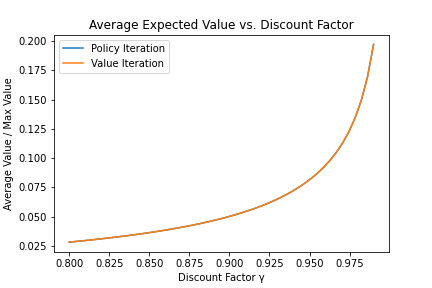 Average Expected Value vs. Discount Factor
Policy Iteration
Value Iteration
Average Value / Max Value
0.200
0.175
0.150
0.125
0.100
0.075
0.050
0.025
0.800 0.825 0.850 0.875 0.900 0.925 0.950 0.975
Discount Factor γ